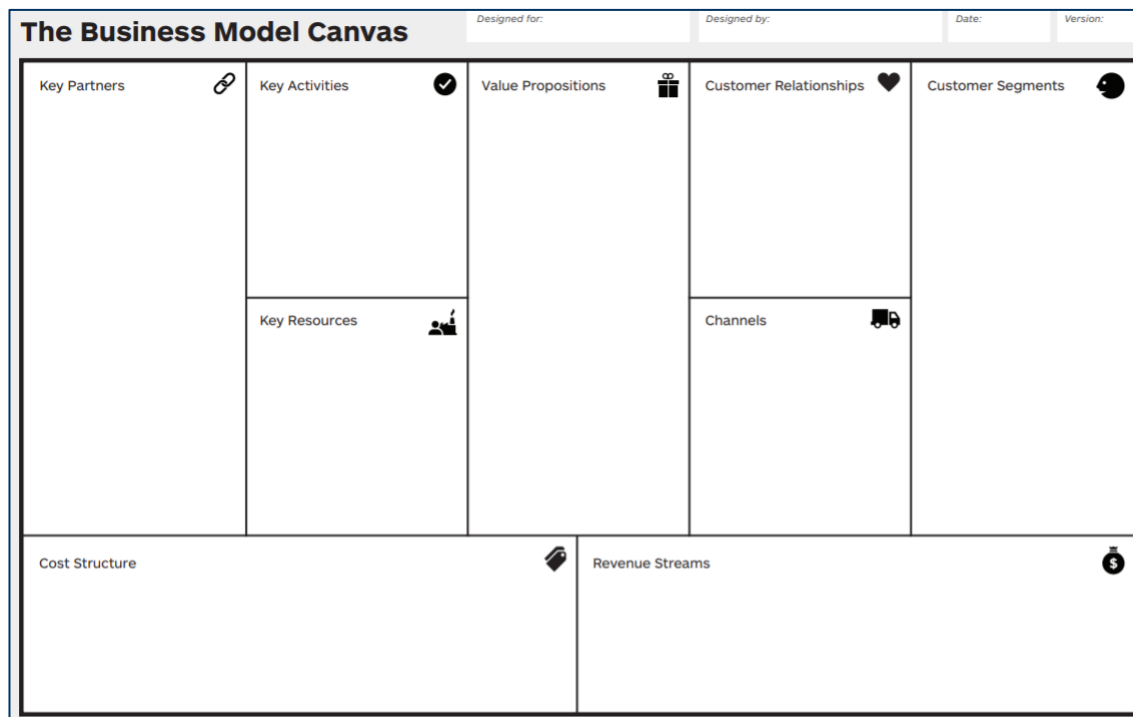 The Business Model Canvas
Designed for:
Designed by:
Date:
Version:
Key Partners
Key Activities
Value Propositions
Customer Relationships
Customer Segments
Key Resources
Channels
Cost Structure
Revenue Streams
$